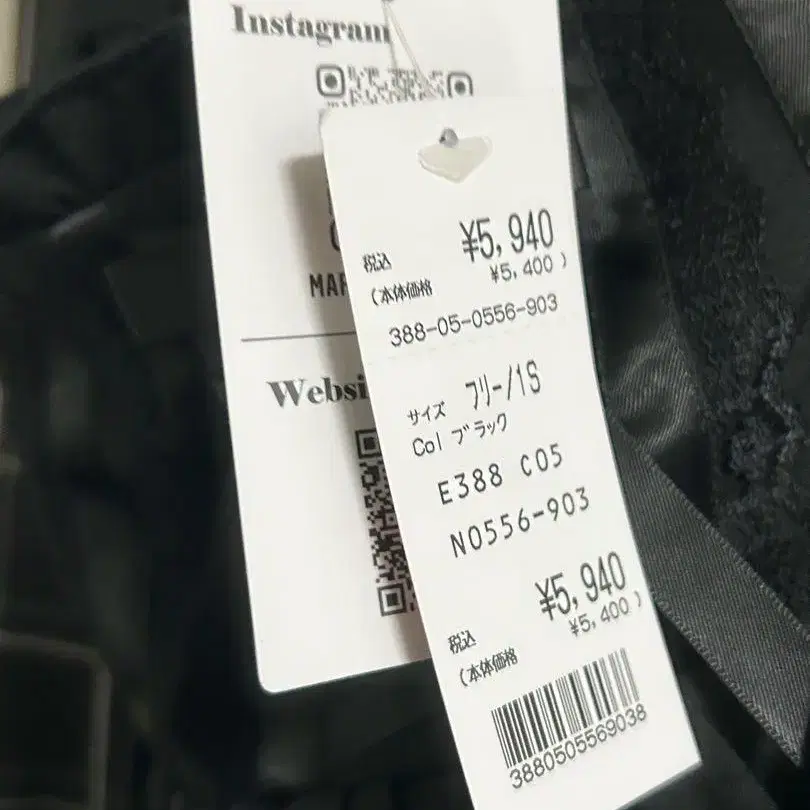 Instagram
Websi
税込 ¥5,940
(本体価格 ¥5,400 )
388-05-0556-903
サイズ フリー/1S
Col ブラック
E388 C05
N0556-903
税込 ¥5,940
(本体価格 ¥5,400 )
3880505569038